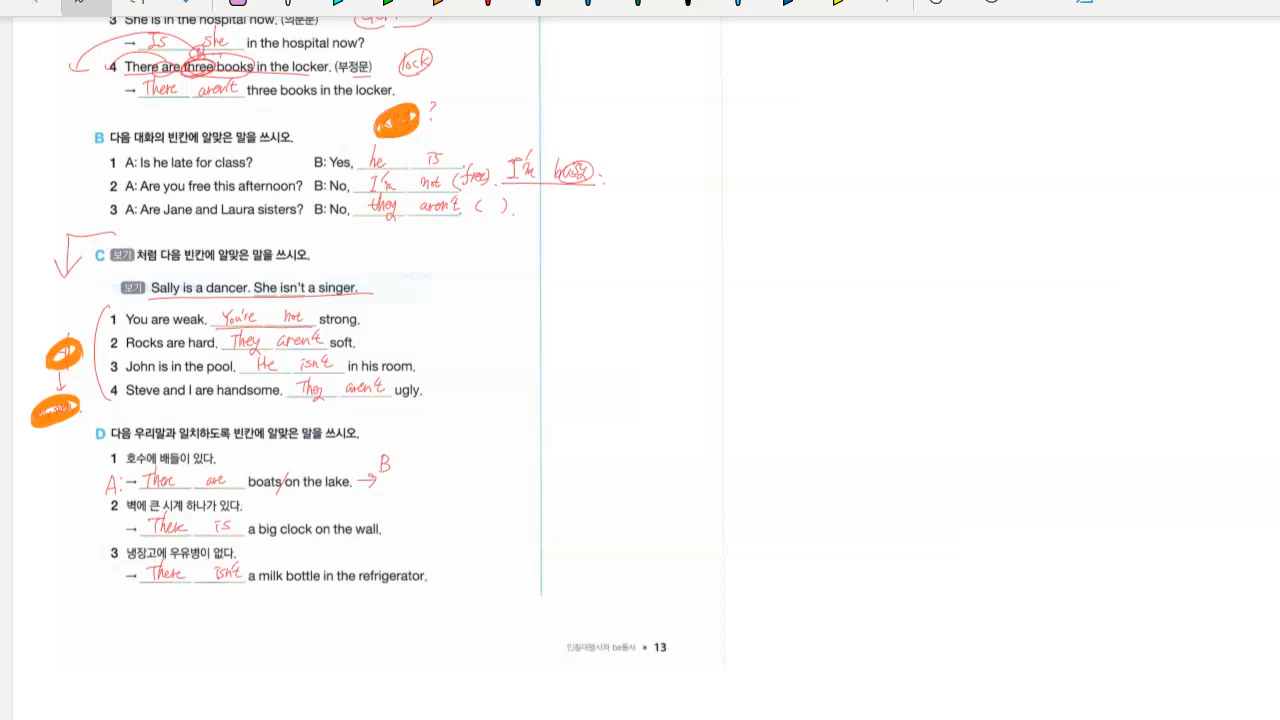 3 She is in the hospital now. (의문문)
→ Is she in the hospital now?
4 There are three books in the locker. (부정문) lock
→ There aren't three books in the locker.
?
B 다음 대화의 빈칸에 알맞은 말을 쓰시오.
1 A: Is he late for class? B: Yes, he is.
2 A: Are you free this afternoon? B: No, I'm not (free). I'm busy.
3 A: Are Jane and Laura sisters? B: No, they aren't ( ).
C 보기 처럼 다음 빈칸에 알맞은 말을 쓰시오.
보기 Sally is a dancer. She isn't a singer.
1 You are weak. You're not strong.
2 Rocks are hard. They aren't soft.
3 John is in the pool. He isn't in his room.
4 Steve and I are handsome. They aren't ugly.
D 다음 우리말과 일치하도록 빈칸에 알맞은 말을 쓰시오.
1 호수에 배들이 있다.
A: → There are boats/on the lake. → B
2 벽에 큰 시계 하나가 있다.
→ There is a big clock on the wall.
3 냉장고에 우유병이 없다.
→ There isn't a milk bottle in the refrigerator.
인칭대명사와 be동사 • 13